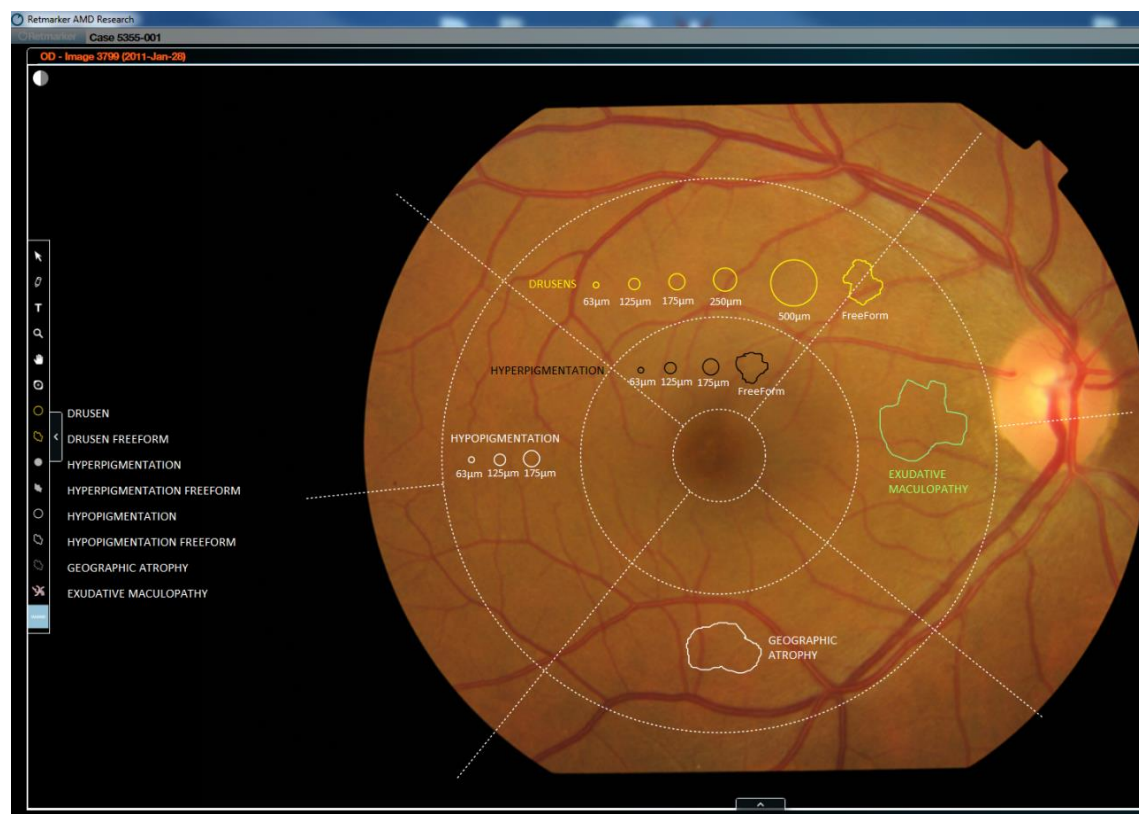 Retmarker AMD Research
Retmarker Case 5355-001
OD - Image 3799 (2011-Jan-28)
DRUSENS
63µm 125µm 175µm 250µm
500µm
FreeForm
HYPERPIGMENTATION
63µm 125µm 175µm
FreeForm
HYPOPIGMENTATION
63µm 125µm 175µm
EXUDATIVE
MACULOPATHY
GEOGRAPHIC
ATROPHY
T
DRUSEN
DRUSEN FREEFORM
HYPERPIGMENTATION
HYPERPIGMENTATION FREEFORM
HYPOPIGMENTATION
HYPOPIGMENTATION FREEFORM
GEOGRAPHIC ATROPHY
EXUDATIVE MACULOPATHY